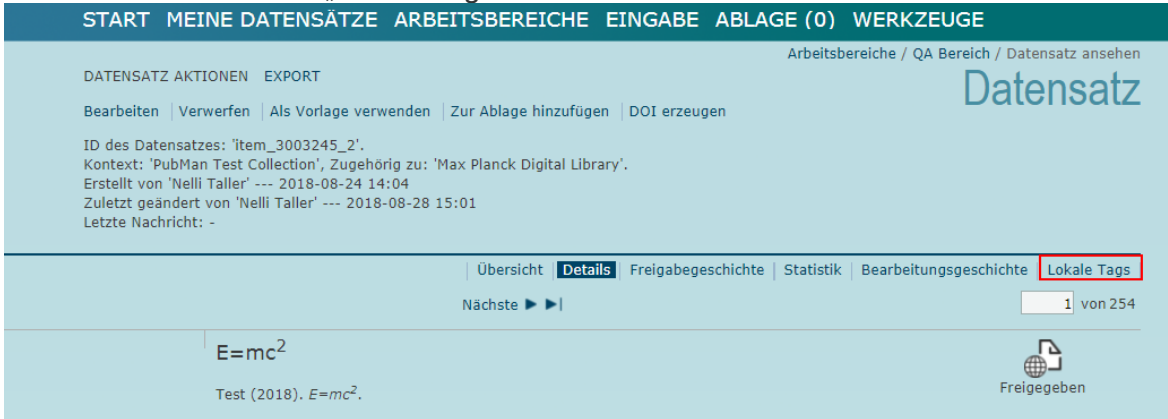 START MEINE DATENSÄTZE ARBEITSBEREICHE EINGABE ABLAGE (0) WERKZEUGE
Arbeitsbereiche / QA Bereich / Datensatz ansehen
Datensatz
DATENSATZ AKTIONEN EXPORT
Bearbeiten | Verwerfen | Als Vorlage verwenden | Zur Ablage hinzufügen | DOI erzeugen
ID des Datensatzes: 'item_3003245_2'.
Kontext: 'PubMan Test Collection', Zugehörig zu: 'Max Planck Digital Library'.
Erstellt von 'Nelli Taller' --- 2018-08-24 14:04
Zuletzt geändert von 'Nelli Taller' --- 2018-08-28 15:01
Letzte Nachricht: -
Übersicht | Details | Freigabegeschichte | Statistik | Bearbeitungsgeschichte | Lokale Tags
Nächste 1 von 254
E=mc²
Test (2018). E=mc².
Freigegeben